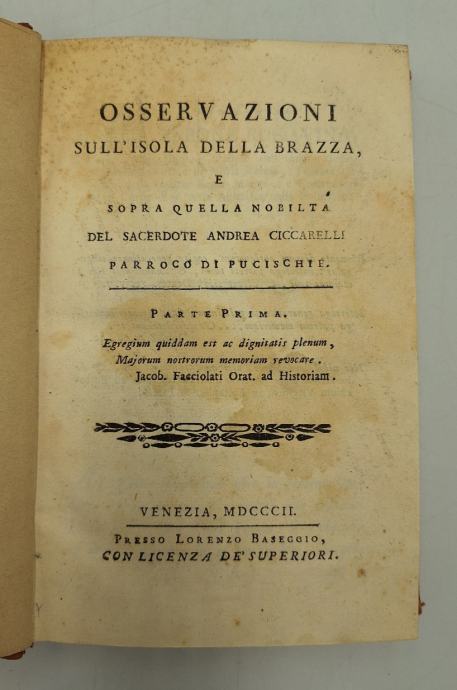 OSSERVAZIONI
SULL'ISOLA DELLA BRAZZA,
E
SOPRA QUELLA NOBILTÀ
DEL SACERDOTE ANDREA CICCARELLI
PARROCO DI PUCISCHIE.
PARTE PRIMA.
Egregium quiddam est ac dignitatis plenum,
Majorum nostrorum memoriam revocare.
Jacob. Facciolati Orat. ad Historiam.
VENEZIA, MDCCCII.
PRESSO LORENZO BASEGGIO,
CON LICENZA DE' SUPERIORI.